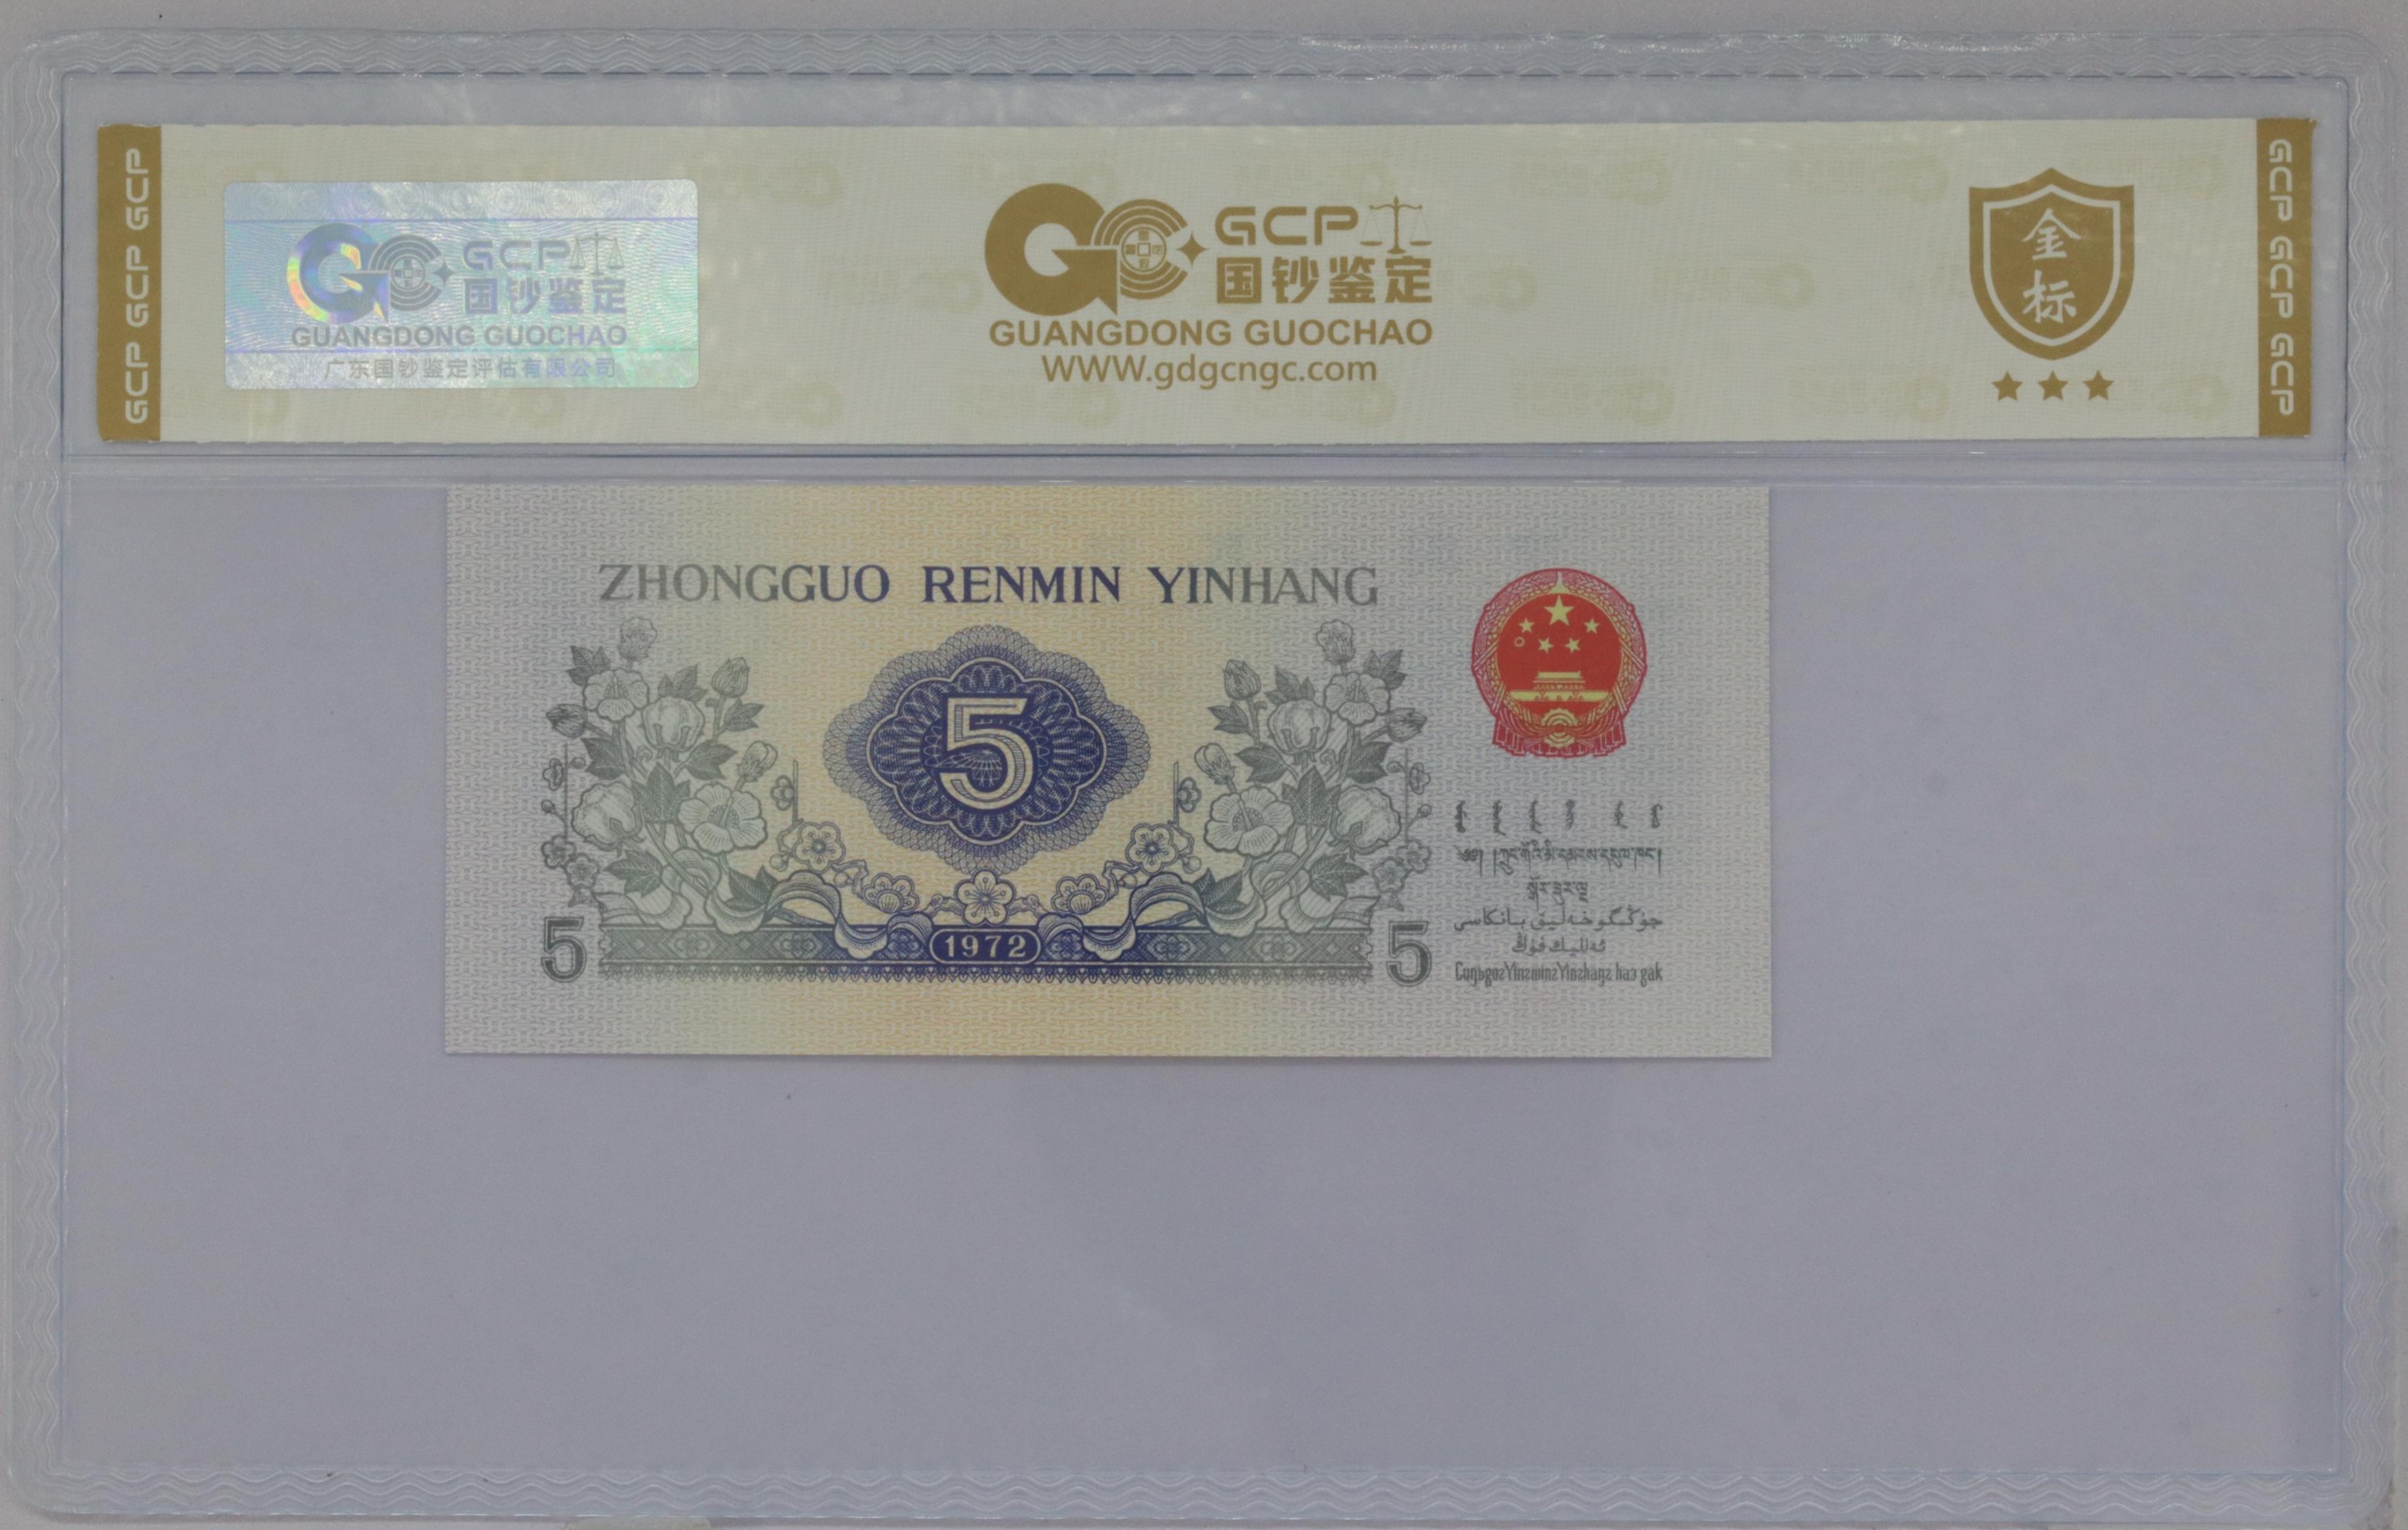 GCP GCP GCP
GCP
国钞鉴定
GUANGDONG GUOCHAO
广东国钞鉴定评估有限公司
GCP
国钞鉴定
GUANGDONG GUOCHAO
WWW.gdgcngc.com
金
标
GCP GCP GCP
ZHONGGUO RENMIN YINHANG
5
1972
5
5
جۇڭگوخەلىق بانكاسى